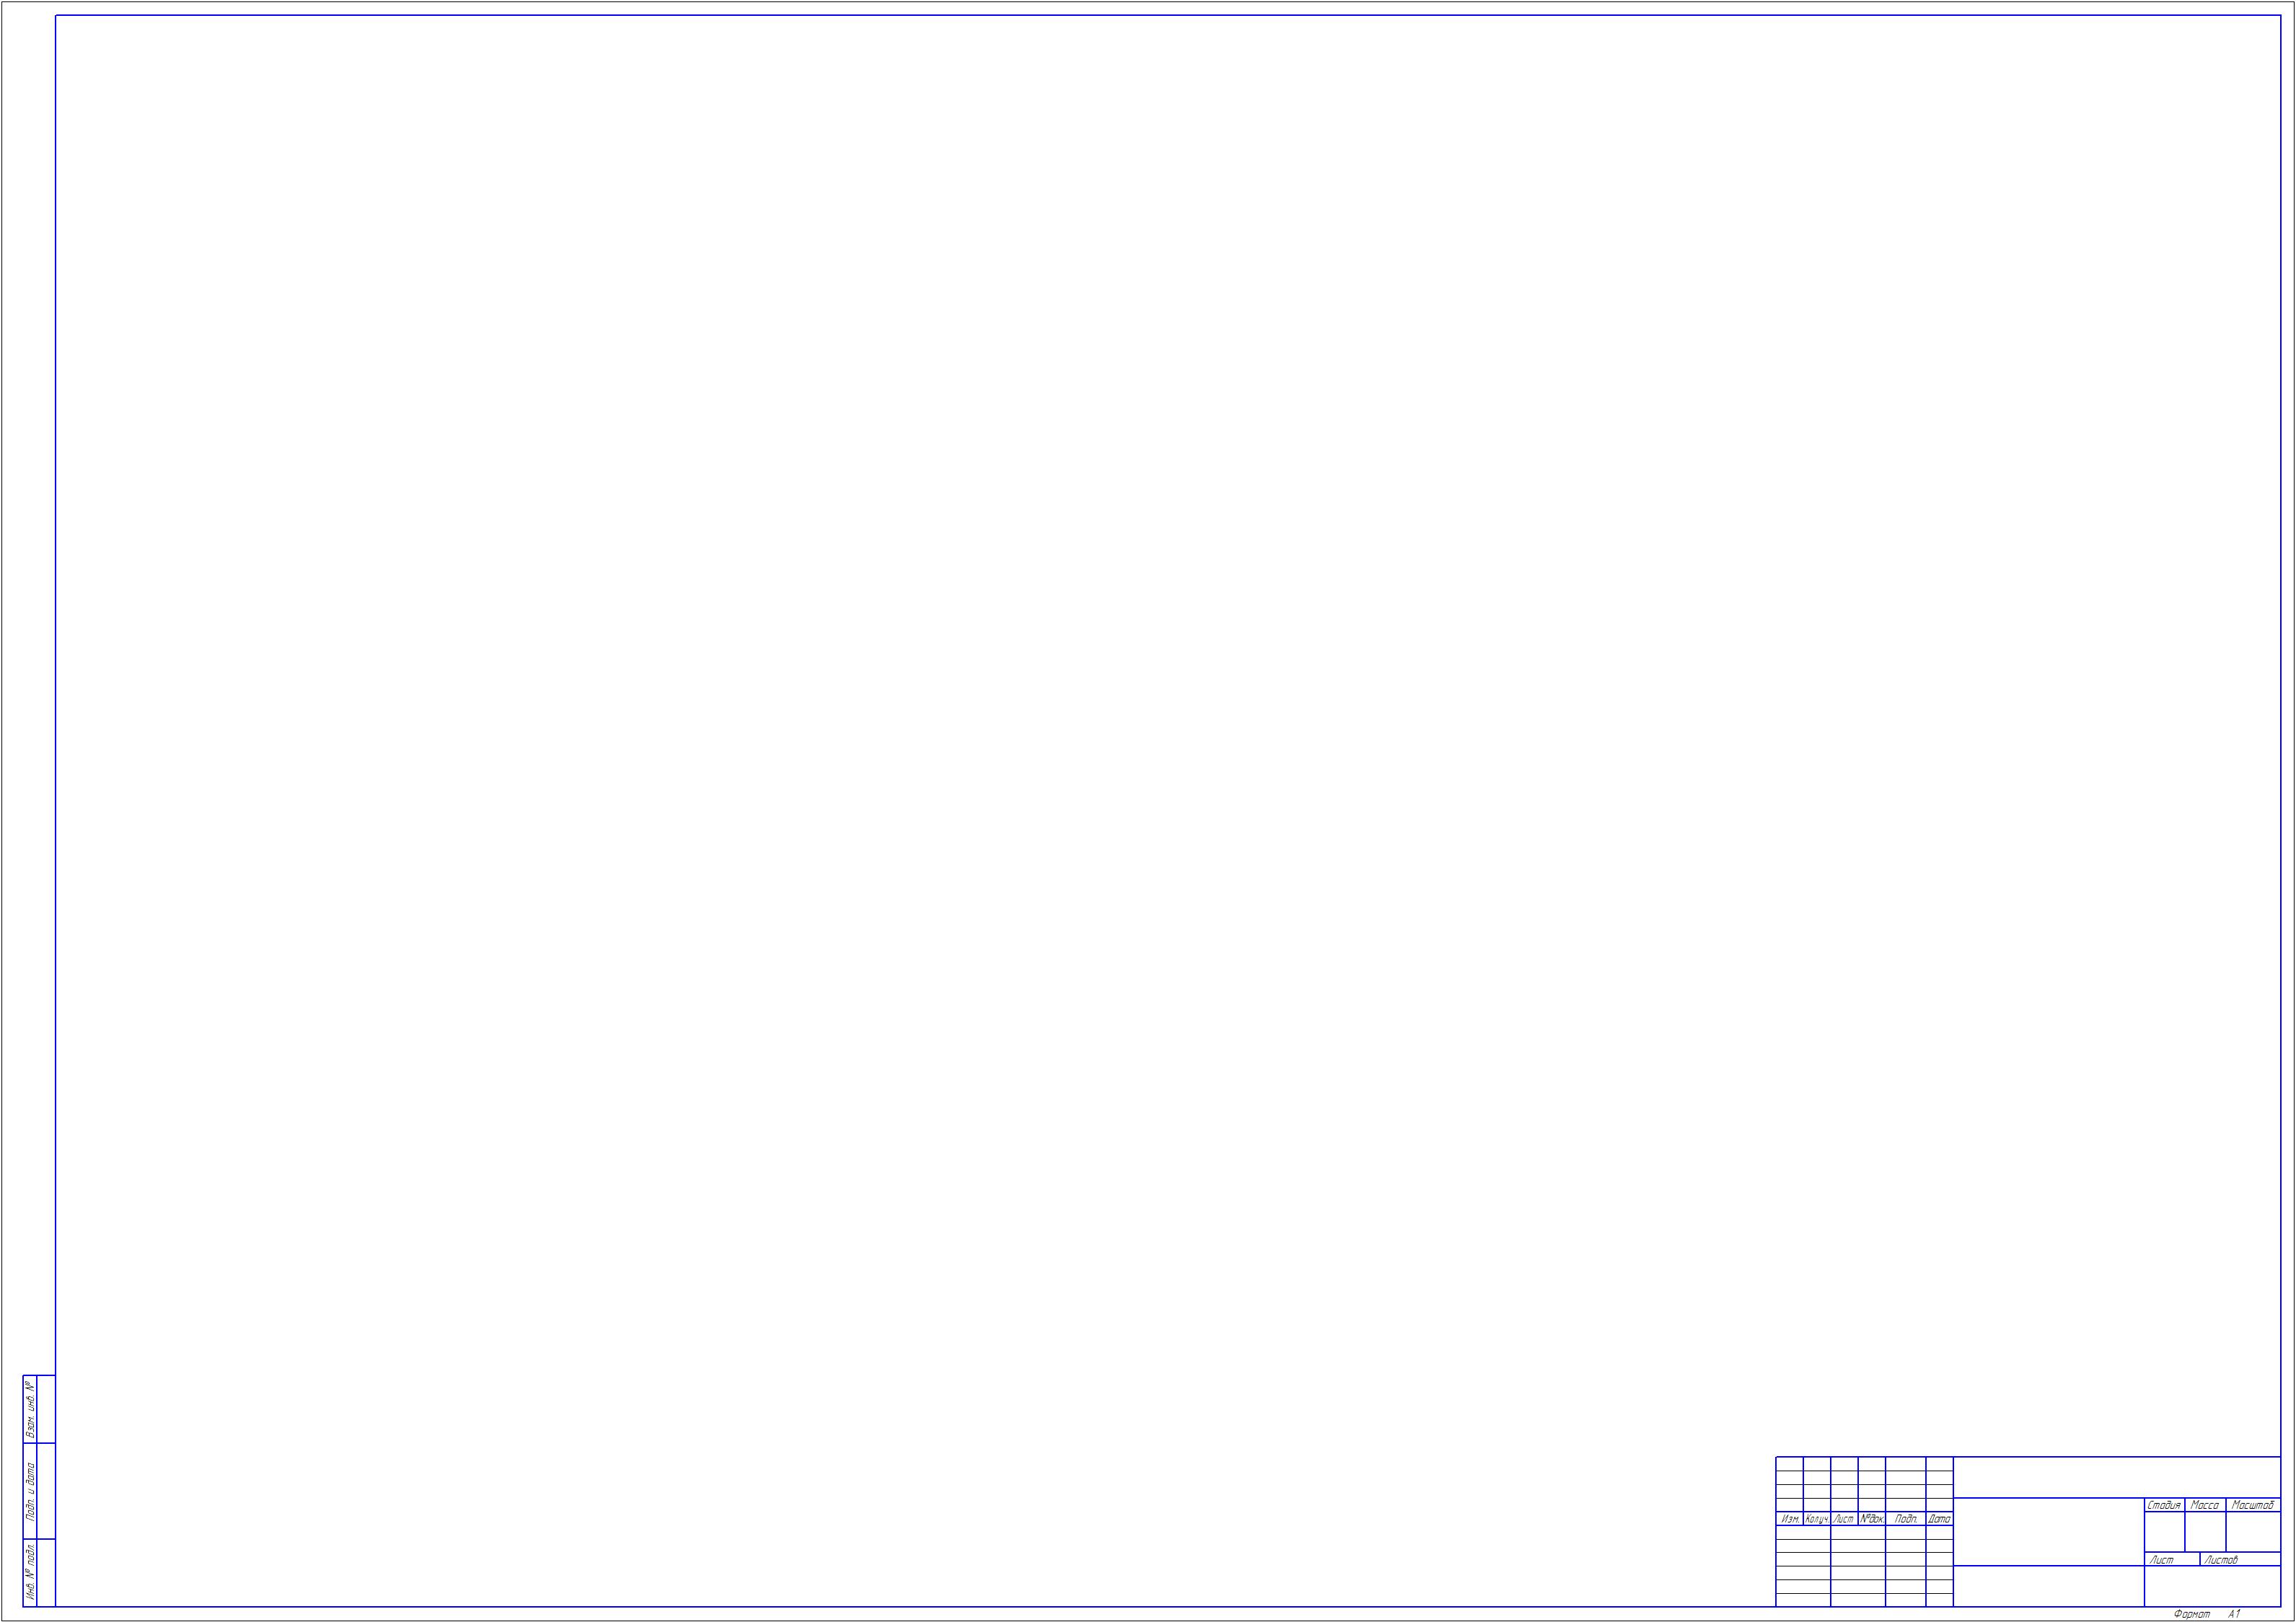 Взам. инв. №
Подп. и дата
Инв. № подл.
Стадия Масса Масштаб
Изм. Кол.уч. Лист №док. Подп. Дата
Лист Листов
Формат А1